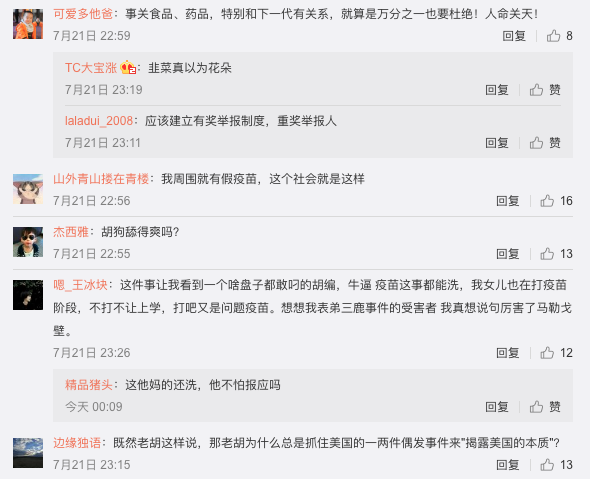 可爱多他爸：事关食品、药品，特别和下一代有关系，就算是万分之一也要杜绝！人命关天！
7月21日 22:59 回复 8
TC大宝涨：韭菜真以为花朵
7月21日 23:19 回复 赞
laladui_2008：应该建立有奖举报制度，重奖举报人
7月21日 23:11 回复 赞
山外青山搂在青楼：我周围就有假疫苗，这个社会就是这样
7月21日 22:56 回复 16
杰西雅：胡狗舔得爽吗?
7月21日 22:55 回复 13
嗯_王冰块：这件事让我看到一个啥盘子都敢叼的胡编，牛逼 疫苗这事都能洗，我女儿也在打疫苗
阶段，不打不让上学，打吧又是问题疫苗。想想我表弟三鹿事件的受害者 我真想说句厉害了马勒戈
壁。
7月21日 23:26 回复 12
精品猪头：这他妈的还洗，他不怕报应吗
今天 00:09 回复 赞
边缘独语：既然老胡这样说，那老胡为什么总是抓住美国的一两件偶发事件来"揭露美国的本质"?
7月21日 23:15 回复 13